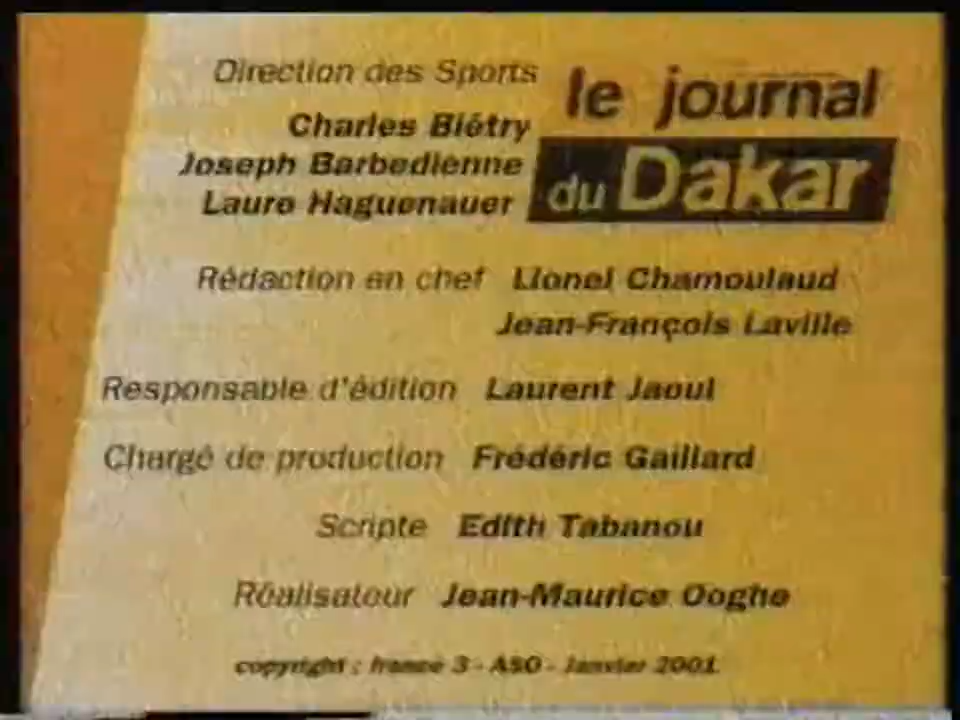 Direction des Sports
le journal
du Dakar
Charles Biétry
Joseph Barbedienne
Laure Haguenauer
Rédaction en chef Lionel Chamoulaud
Jean-François Laville
Responsable d'édition Laurent Jaoul
Chargé de production Frédéric Gaillard
Scripte Edith Tabanou
Réalisateur Jean-Maurice Ooghe
copyright : france 3 - ASO - Janvier 2001